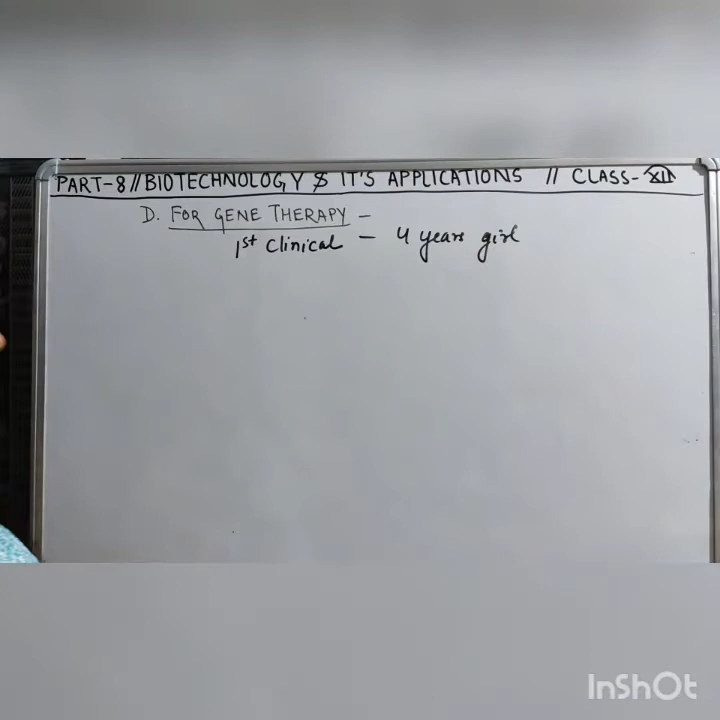 PART-8//BIOTECHNOLOGY & IT'S APPLICATIONS // CLASS-XII
D. FOR GENE THERAPY -
1st Clinical - 4 years girl
InShOt